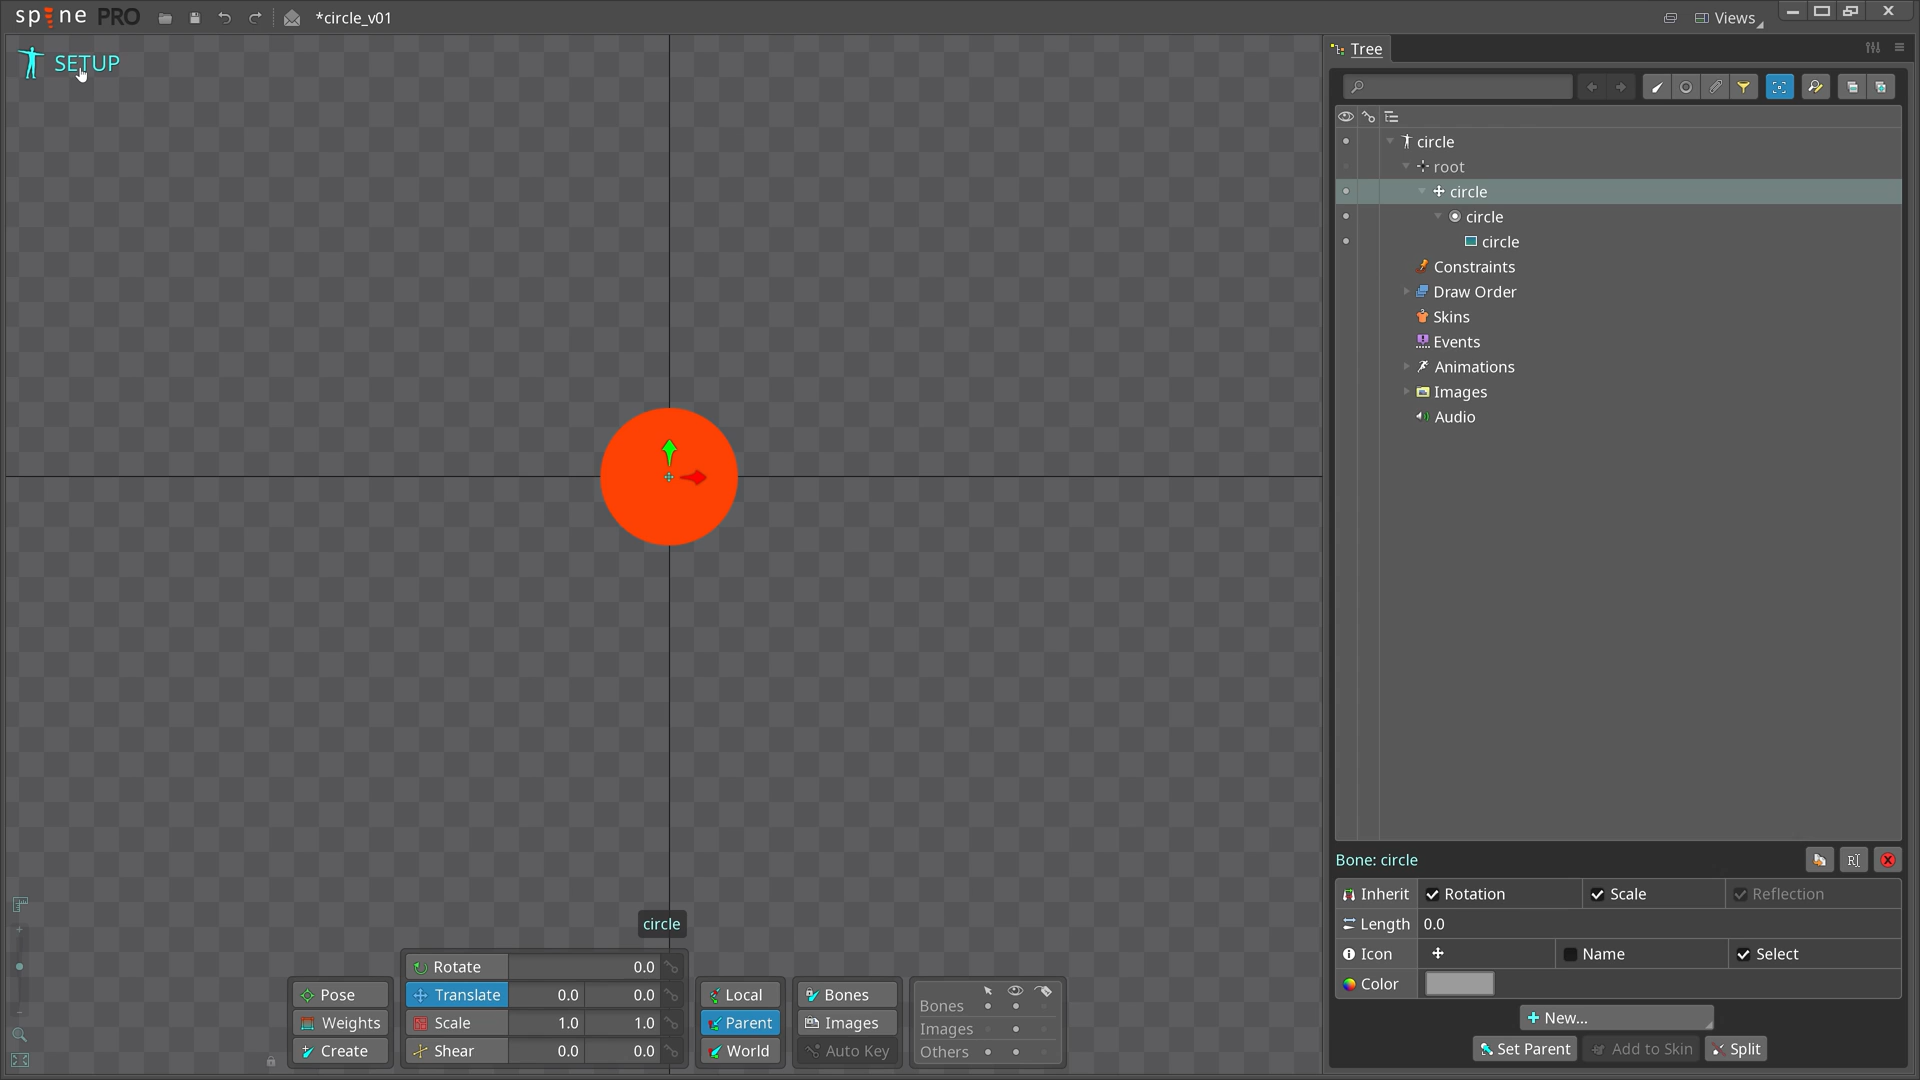 spine PRO
*circle_v01
Views
SETUP
Tree
circle
root
circle
circle
circle
Constraints
Draw Order
Skins
Events
Animations
Images
Audio
circle
Rotate 0.0
Pose Translate 0.0 0.0 Local Bones
Weights Scale 1.0 1.0 Parent Images
Create Shear 0.0 0.0 World Auto Key
Bones
Images
Others
Bone: circle
Inherit Rotation Scale Reflection
Length 0.0
Icon Name Select
Color
New...
Set Parent Add to Skin Split